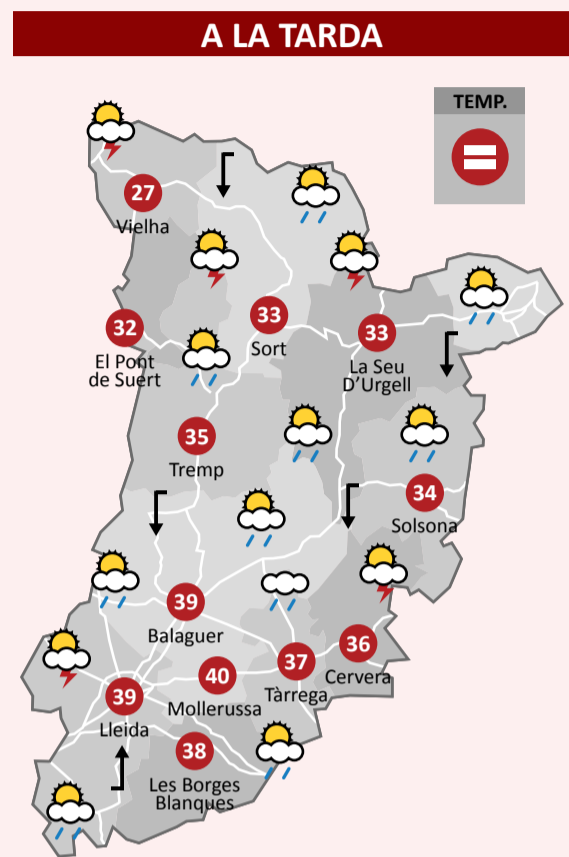 A LA TARDA
TEMP.
27
Vielha
32
El Pont
de Suert
33
Sort
33
La Seu
D'Urgell
35
Tremp
34
Solsona
39
Balaguer
36
Cervera
37
Tàrrega
40
Mollerussa
39
Lleida
38
Les Borges
Blanques